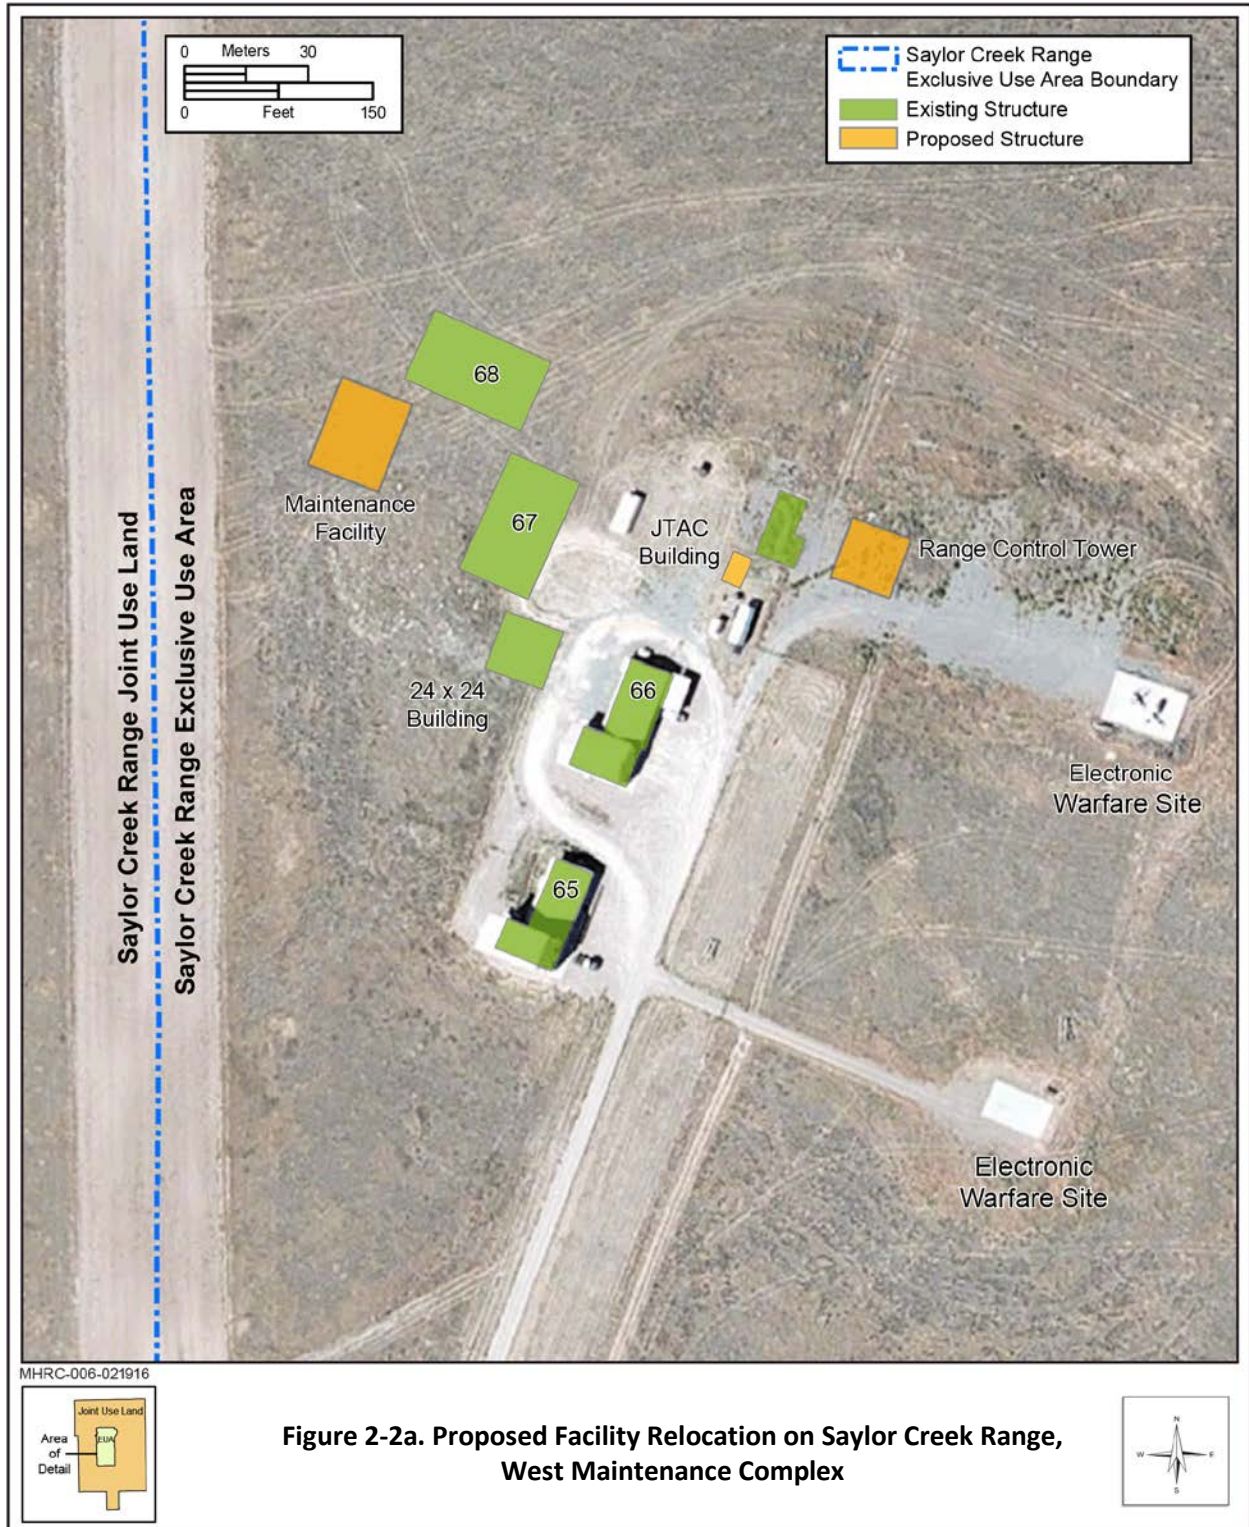 0 Meters 30
0 Feet 150
Saylor Creek Range
Exclusive Use Area Boundary
Existing Structure
Proposed Structure
68
Maintenance
Facility
67
JTAC
Building
Range Control Tower
24 x 24
Building
66
Electronic
Warfare Site
65
Electronic
Warfare Site
Saylor Creek Range Joint Use Land
Saylor Creek Range Exclusive Use Area
MHRC-006-021916
Joint Use Land
EUA
Area
of
Detail
Figure 2-2a. Proposed Facility Relocation on Saylor Creek Range,
West Maintenance Complex
N
W E
S